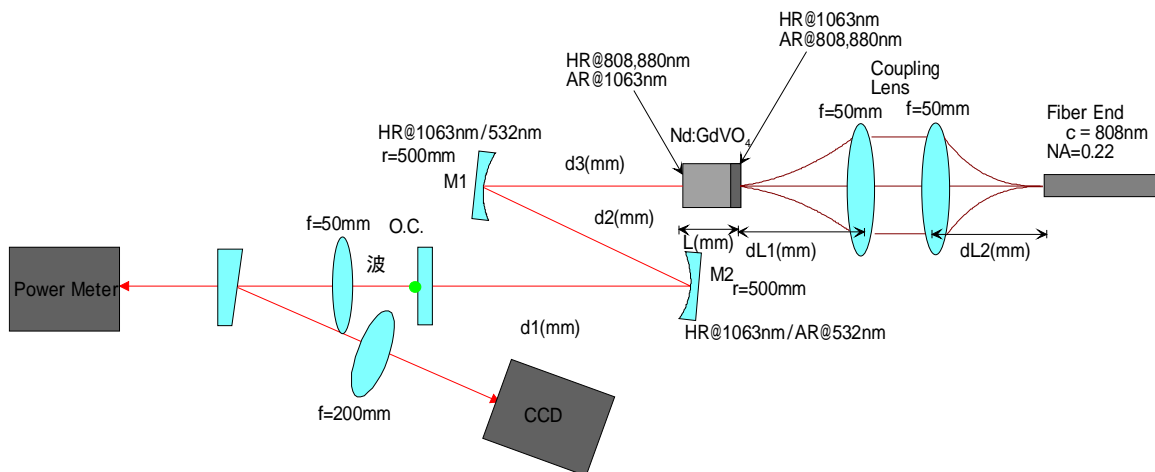 HR@1063nm
AR@808,880nm
HR@808,880nm
AR@1063nm
Coupling
Lens
f=50mm
f=50mm
Fiber End
c = 808nm
NA=0.22
Nd:GdVO4
HR@1063nm/532nm
r=500mm
M1
d3(mm)
d2(mm)
L(mm)
dL1(mm)
dL2(mm)
f=50mm
O.C.
波
M2
r=500mm
Power Meter
HR@1063nm/AR@532nm
d1(mm)
f=200mm
CCD